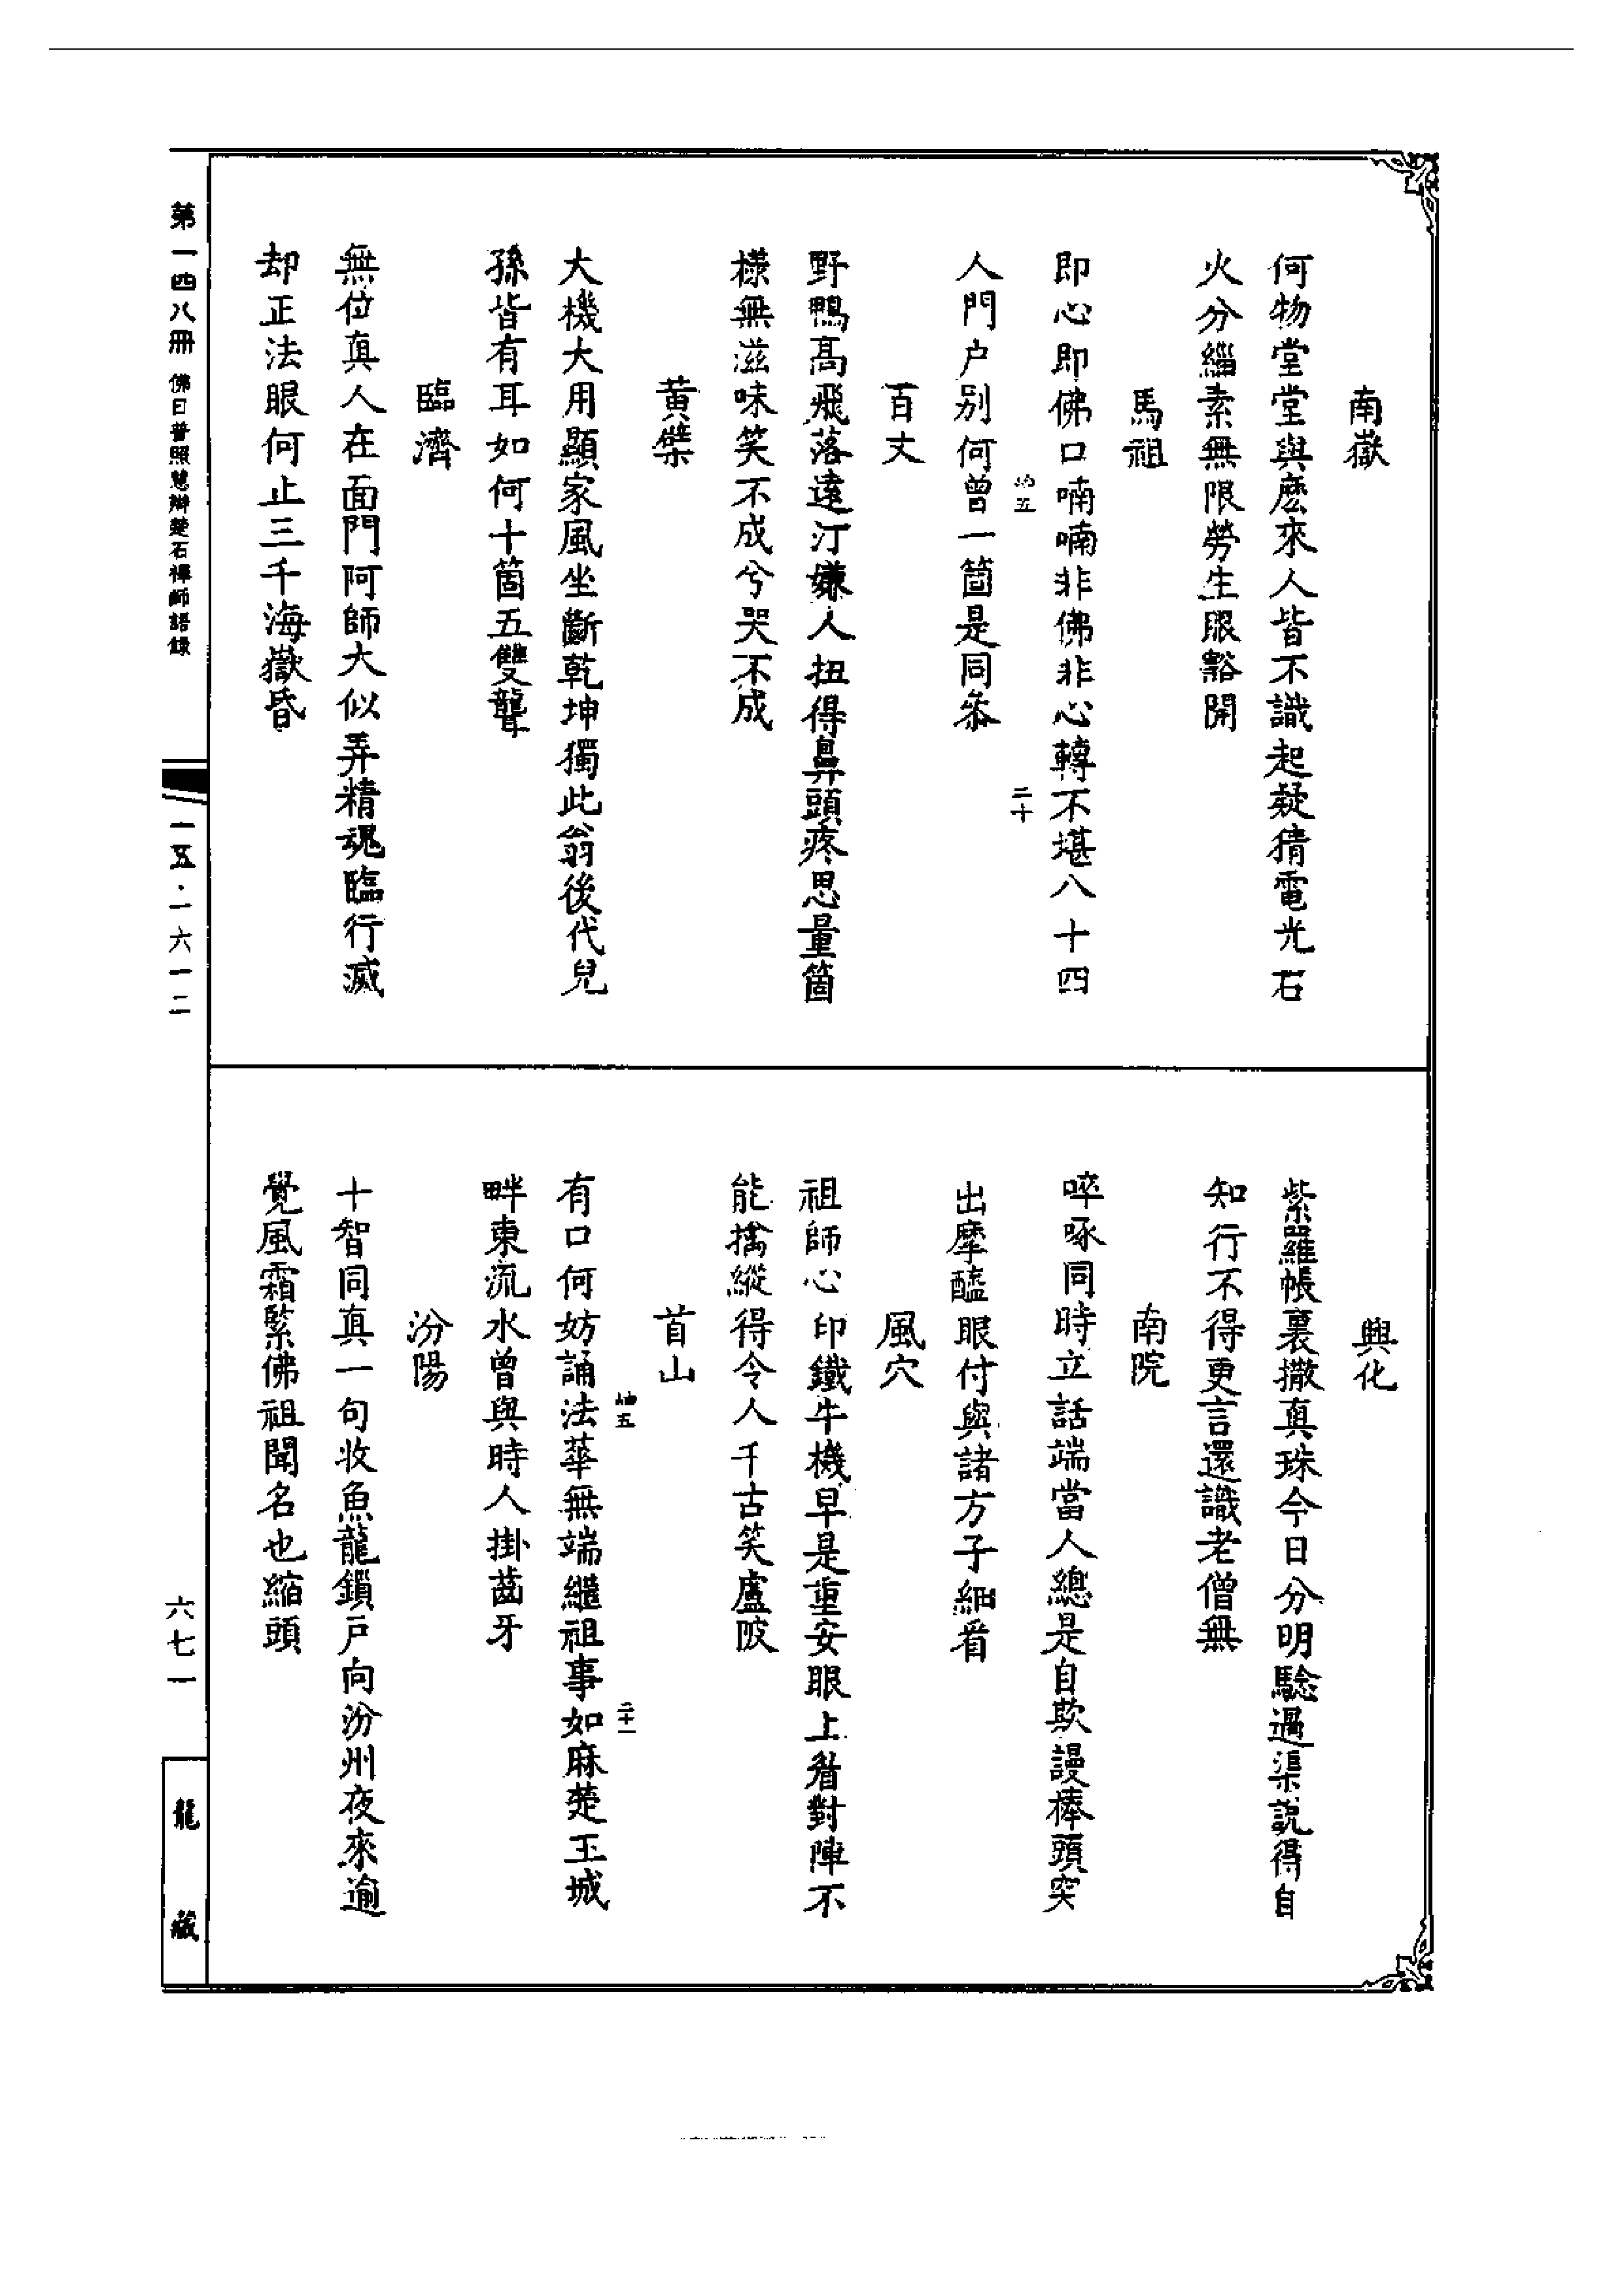 南嶽
何物堂堂與麽來人皆不識起疑猜電光石
火分緇素無限勞生眼豁開
馬祖
即心即佛口喃喃非佛非心轉不堪八十四
人門户別何曾一箇是同叅
百丈
野鴨髙飛落遠汀嫌人扭得鼻頭疼思量箇
様無滋味笑不成兮哭不成
黄檗
大機大用顯家風坐斷乾坤獨此翁後代兒
孫皆有耳如何十箇五雙聾
臨濟
無位真人在面門阿師大似弄精魂臨行滅
却正法眼何止三千海嶽昏
五
二十
興化
紫羅帳裏撒真珠今日分明騐過渠説得自
知行不得更言還識老僧無
南院
啐啄同時立話端當人總是自欺謾棒頭突
出摩醯眼付與諸方子細看
風穴
祖師心印鐵牛機早是重安眼上眉對陣不
能擒縱得令人千古笑盧陂
首山
有口何妨誦法華無端繼祖事如麻楚王城
畔東流水曾與時人掛齒牙
汾陽
十智同真一句收魚龍鎖戸向汾州夜來逾
覺風霜緊佛祖聞名也縮頭
五
二十一
第一四八冊 佛日普照慧辯楚石禪師語録
一五·一六一二
六七一
龍藏